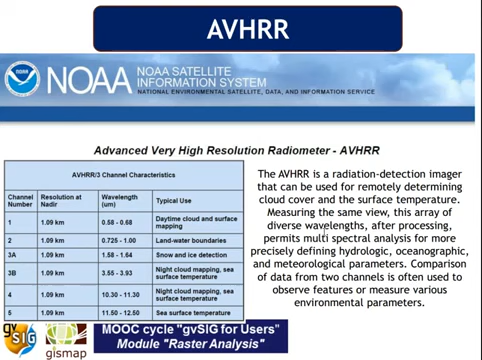 AVHRR
NOAA
NOAA SATELLITE
INFORMATION SYSTEM
NATIONAL ENVIRONMENTAL SATELLITE, DATA, AND INFORMATION SERVICE
Advanced Very High Resolution Radiometer - AVHRR
AVHRR/3 Channel Characteristics
Channel Number Resolution at Nadir Wavelength (um) Typical Use
1 1.09 km 0.58 - 0.68 Daytime cloud and surface mapping
2 1.09 km 0.725 - 1.00 Land-water boundaries
3A 1.09 km 1.58 - 1.64 Snow and ice detection
3B 1.09 km 3.55 - 3.93 Night cloud mapping, sea surface temperature
4 1.09 km 10.30 - 11.30 Night cloud mapping, sea surface temperature
5 1.09 km 11.50 - 12.50 Sea surface temperature
The AVHRR is a radiation-detection imager
that can be used for remotely determining
cloud cover and the surface temperature.
Measuring the same view, this array of
diverse wavelengths, after processing,
permits multi spectral analysis for more
precisely defining hydrologic, oceanographic,
and meteorological parameters. Comparison
of data from two channels is often used to
observe features or measure various
environmental parameters.
gvSIG
gismap
MOOC cycle "gvSIG for Users"
Module "Raster Analysis"